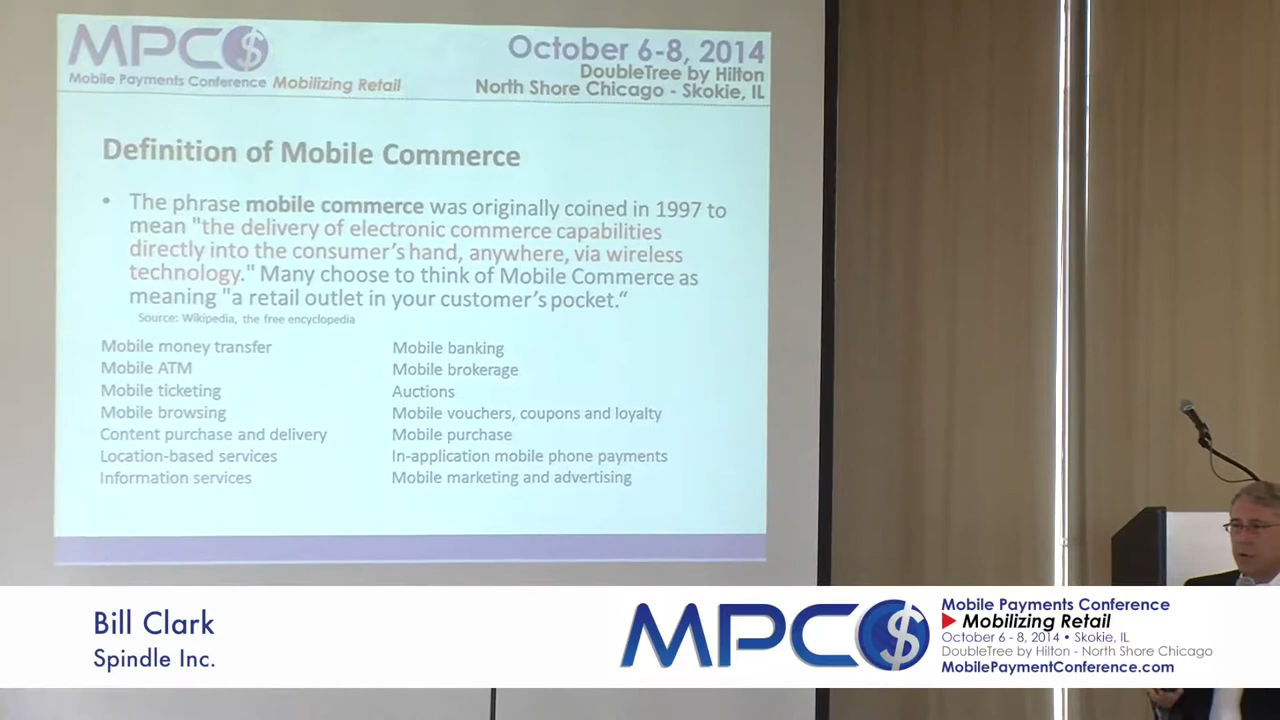 MPC$
Mobile Payments Conference Mobilizing Retail
October 6-8, 2014
DoubleTree by Hilton
North Shore Chicago - Skokie, IL
Definition of Mobile Commerce
• The phrase mobile commerce was originally coined in 1997 to
mean "the delivery of electronic commerce capabilities
directly into the consumer's hand, anywhere, via wireless
technology." Many choose to think of Mobile Commerce as
meaning "a retail outlet in your customer's pocket.“
Source: Wikipedia, the free encyclopedia
Mobile money transfer
Mobile ATM
Mobile ticketing
Mobile browsing
Content purchase and delivery
Location-based services
Information services
Mobile banking
Mobile brokerage
Auctions
Mobile vouchers, coupons and loyalty
Mobile purchase
In-application mobile phone payments
Mobile marketing and advertising
Bill Clark
Spindle Inc.
MPC$
Mobile Payments Conference
Mobilizing Retail
October 6 - 8, 2014 • Skokie, IL
DoubleTree by Hilton - North Shore Chicago
MobilePaymentConference.com